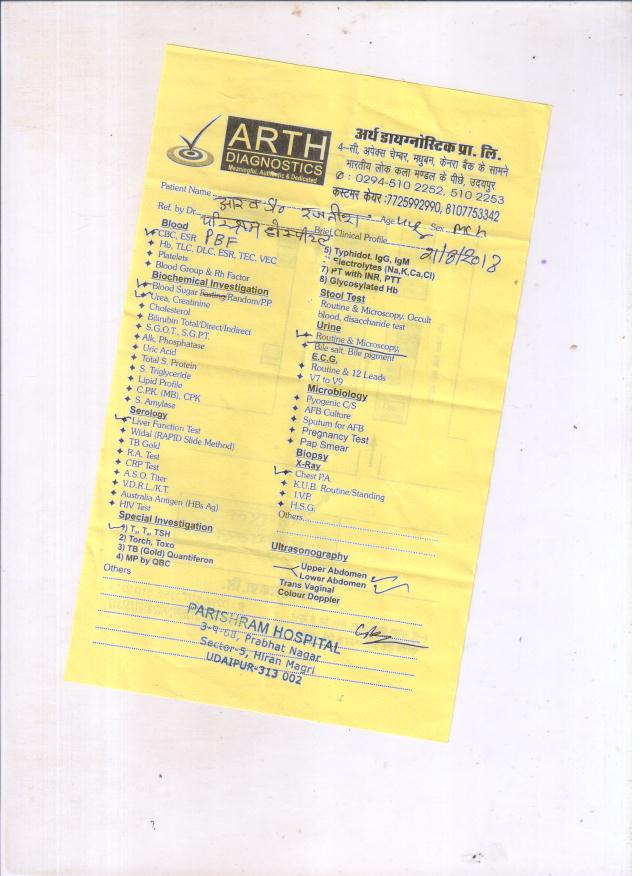 ARTH
DIAGNOSTICS
Meaningful, Authentic & Dedicated
अर्थ डायग्नोस्टिक प्रा. लि.
4–सी, अपेक्स चेम्बर, मधुबन, केनरा बैंक के सामने
भारतीय लोक कला मण्डल के पीछे, उदयपुर
✆ : 0294-510 2252, 510 2253
कस्टमर केयर :7725992990, 8107753342
Patient Name Age Sex
Ref. by Dr. Brief Clinical Profile 21/8/2018
Blood
CBC, ESR PBF
Hb, TLC, DLC, ESR, TEC, VEC
Platelets
Blood Group & Rh Factor
Biochemical Investigation
Blood Sugar Fasting/Random/P.P.
Urea, Creatinine
Cholesterol
Bilirubin Total/Direct/Indirect
S.G.O.T., S.G.P.T.
Alk, Phosphatase
Uric Acid
Total S. Protein
S. Triglyceride
Lipid Profile
C.P.K. (MB), CPK
S. Amylese
Serology
Liver Function Test
Widal (RAPID Slide Method)
TB Gold
R.A. Test
CRP Test
A.S.O. Titer
V.D.R.L./K.T.
Australia Antigen (HBs Ag)
HIV Test
Special Investigation
1) T₃, T₄, TSH
2) Torch, Toxo
3) TB (Gold) Quantiferon
4) MP by QBC
Others
5) Typhidot. IgG, IgM
Electrolytes (Na,K,Ca,Cl)
7) PT with INR, PTT
8) Glycosylated Hb
Stool Test
Routine & Microscopy. Occult
blood, disaccharide test
Urine
Routine & Microscopy,
Bile salt, Bile pigment
E.C.G.
Routine & 12 Leads
V7 to V9
Microbiology
Pyogenic C/S
AFB Culture
Sputum for AFB
Pregnancy Test
Pap Smear
Biopsy
X-Ray
Chest P.A.
K.U.B. Routine/Standing
I.V.P.
H.S.G.
Others
Ultrasonography
Upper Abdomen
Lower Abdomen
Trans Vaginal
Colour Doppler
PARISHRAM HOSPITAL
3-प-68, Prabhat Nagar
Sector-5, Hiran Magri
UDAIPUR-313 002